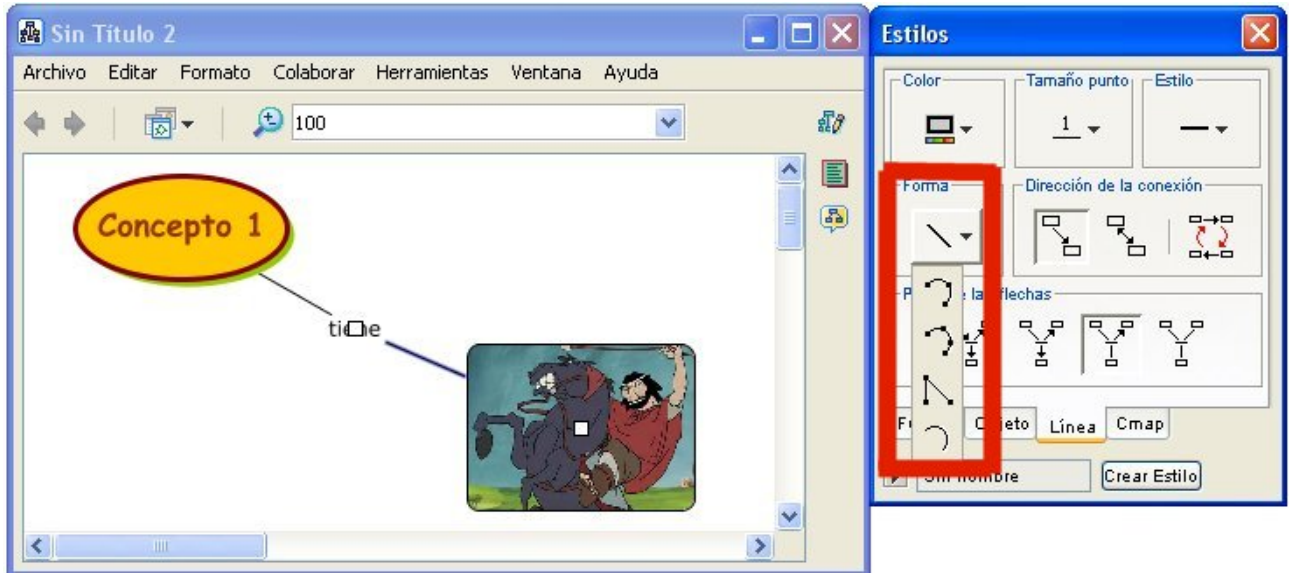 Sin Título 2
Archivo Editar Formato Colaborar Herramientas Ventana Ayuda
100
Concepto 1
Estilos
Color Tamaño punto Estilo
1
Forma Dirección de la conexión
flechas
Línea Cmap
Crear Estilo